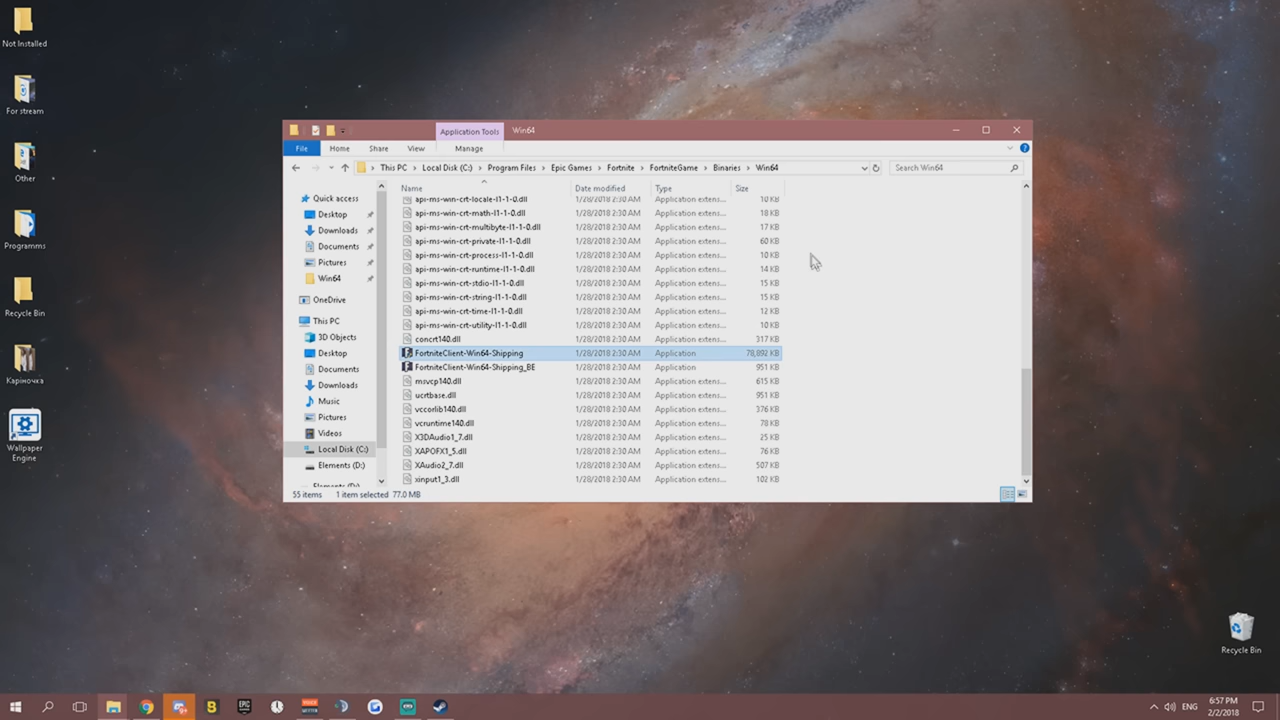 Not Installed
For stream
Other
Programms
Recycle Bin
Каріночка
Wallpaper
Engine
Application Tools
Win64
File
Home
Share
View
Manage
This PC
Local Disk (C:)
Program Files
Epic Games
Fortnite
FortniteGame
Binaries
Win64
Search Win64
Name
Date modified
Type
Size
Quick access
Desktop
Downloads
Documents
Pictures
Win64
OneDrive
This PC
3D Objects
Desktop
Documents
Downloads
Music
Pictures
Videos
Local Disk (C:)
Elements (D:)
Elements (D:)
api-ms-win-crt-locale-l1-1-0.dll 1/28/2018 2:30 AM Application extens... 10 KB
api-ms-win-crt-math-l1-1-0.dll 1/28/2018 2:30 AM Application extens... 18 KB
api-ms-win-crt-multibyte-l1-1-0.dll 1/28/2018 2:30 AM Application extens... 17 KB
api-ms-win-crt-private-l1-1-0.dll 1/28/2018 2:30 AM Application extens... 60 KB
api-ms-win-crt-process-l1-1-0.dll 1/28/2018 2:30 AM Application extens... 10 KB
api-ms-win-crt-runtime-l1-1-0.dll 1/28/2018 2:30 AM Application extens... 14 KB
api-ms-win-crt-stdio-l1-1-0.dll 1/28/2018 2:30 AM Application extens... 15 KB
api-ms-win-crt-string-l1-1-0.dll 1/28/2018 2:30 AM Application extens... 15 KB
api-ms-win-crt-time-l1-1-0.dll 1/28/2018 2:30 AM Application extens... 12 KB
api-ms-win-crt-utility-l1-1-0.dll 1/28/2018 2:30 AM Application extens... 10 KB
concrt140.dll 1/28/2018 2:30 AM Application extens... 317 KB
FortniteClient-Win64-Shipping 1/28/2018 2:30 AM Application 78,892 KB
FortniteClient-Win64-Shipping_BE 1/28/2018 2:30 AM Application 951 KB
msvcp140.dll 1/28/2018 2:30 AM Application extens... 615 KB
ucrtbase.dll 1/28/2018 2:30 AM Application extens... 951 KB
vccorlib140.dll 1/28/2018 2:30 AM Application extens... 376 KB
vcruntime140.dll 1/28/2018 2:30 AM Application extens... 78 KB
X3DAudio1_7.dll 1/28/2018 2:30 AM Application extens... 25 KB
XAPOFX1_5.dll 1/28/2018 2:30 AM Application extens... 76 KB
XAudio2_7.dll 1/28/2018 2:30 AM Application extens... 507 KB
xinput1_3.dll 1/28/2018 2:30 AM Application extens... 102 KB
55 items 1 item selected 77.0 MB
Recycle Bin
EPIC
ENG
6:57 PM
2/2/2018